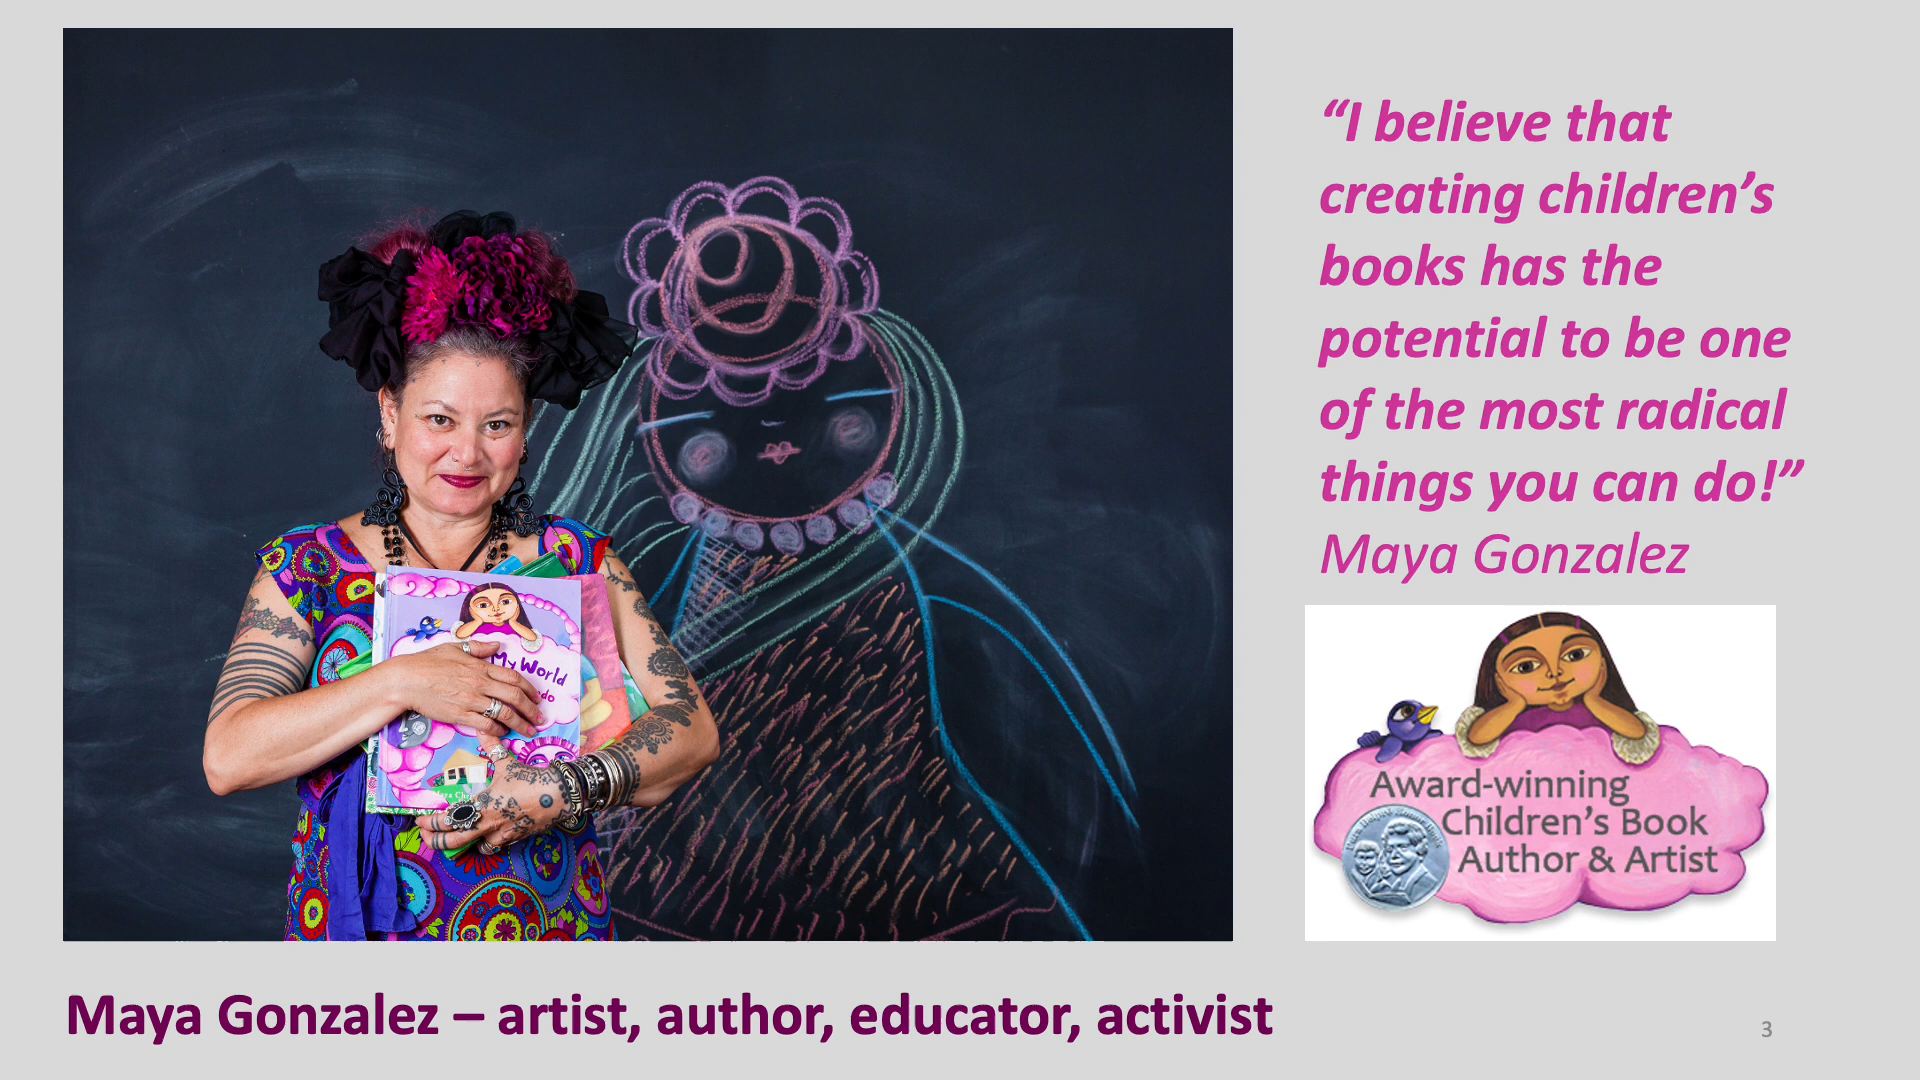 “I believe that
creating children’s
books has the
potential to be one
of the most radical
things you can do!”
Maya Gonzalez
My World
Award-winning
Children’s Book
Author & Artist
Maya Gonzalez – artist, author, educator, activist
3